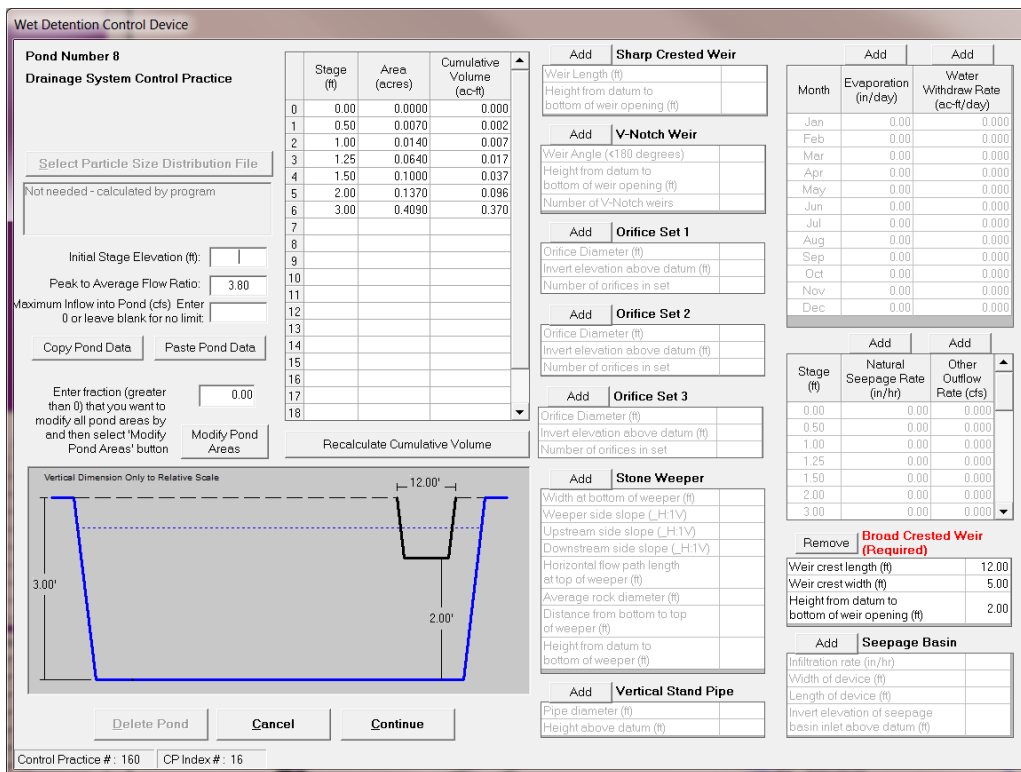 Wet Detention Control Device
Pond Number 8
Drainage System Control Practice
Select Particle Size Distribution File
Not needed - calculated by program
Initial Stage Elevation (ft):
Peak to Average Flow Ratio: 3.80
Maximum Inflow into Pond (cfs) Enter
0 or leave blank for no limit:
Copy Pond Data Paste Pond Data
Enter fraction (greater
than 0) that you want to
modify all pond areas by
and then select 'Modify
Pond Areas' button
0.00
Modify Pond
Areas
Stage
(ft)
Area
(acres)
Cumulative
Volume
(ac-ft)
0 0.00 0.0000 0.000
1 0.50 0.0070 0.002
2 1.00 0.0140 0.007
3 1.25 0.0640 0.017
4 1.50 0.1000 0.037
5 2.00 0.1370 0.096
6 3.00 0.4090 0.370
7
8
9
10
11
12
13
14
15
16
17
18
Recalculate Cumulative Volume
Vertical Dimension Only to Relative Scale
12.00'
3.00'
2.00'
Delete Pond Cancel Continue
Control Practice #: 160 CP Index #: 16
Add Sharp Crested Weir
Weir Length (ft)
Height from datum to
bottom of weir opening (ft)
Add V-Notch Weir
Weir Angle (<180 degrees)
Height from datum to
bottom of weir opening (ft)
Number of V-Notch weirs
Add Orifice Set 1
Orifice Diameter (ft)
Invert elevation above datum (ft)
Number of orifices in set
Add Orifice Set 2
Orifice Diameter (ft)
Invert elevation above datum (ft)
Number of orifices in set
Add Orifice Set 3
Orifice Diameter (ft)
Invert elevation above datum (ft)
Number of orifices in set
Add Stone Weeper
Width at bottom of weeper (ft)
Weeper side slope (_H:1V)
Upstream side slope (_H:1V)
Downstream side slope (_H:1V)
Horizontal flow path length
at top of weeper (ft)
Average rock diameter (ft)
Distance from bottom to top
of weeper (ft)
Height from datum to
bottom of weeper (ft)
Add Vertical Stand Pipe
Pipe diameter (ft)
Height above datum (ft)
Add Add
Month
Evaporation
(in/day)
Water
Withdraw Rate
(ac-ft/day)
Jan 0.00 0.000
Feb 0.00 0.000
Mar 0.00 0.000
Apr 0.00 0.000
May 0.00 0.000
Jun 0.00 0.000
Jul 0.00 0.000
Aug 0.00 0.000
Sep 0.00 0.000
Oct 0.00 0.000
Nov 0.00 0.000
Dec 0.00 0.000
Add Add
Stage
(ft)
Natural
Seepage Rate
(in/hr)
Other
Outflow
Rate (cfs)
0.00 0.00 0.000
0.50 0.00 0.000
1.00 0.00 0.000
1.25 0.00 0.000
1.50 0.00 0.000
2.00 0.00 0.000
3.00 0.00 0.000
Remove Broad Crested Weir
(Required)
Weir crest length (ft) 12.00
Weir crest width (ft) 5.00
Height from datum to
bottom of weir opening (ft) 2.00
Add Seepage Basin
Infiltration rate (in/hr)
Width of device (ft)
Length of device (ft)
Invert elevation of seepage
basin inlet above datum (ft)